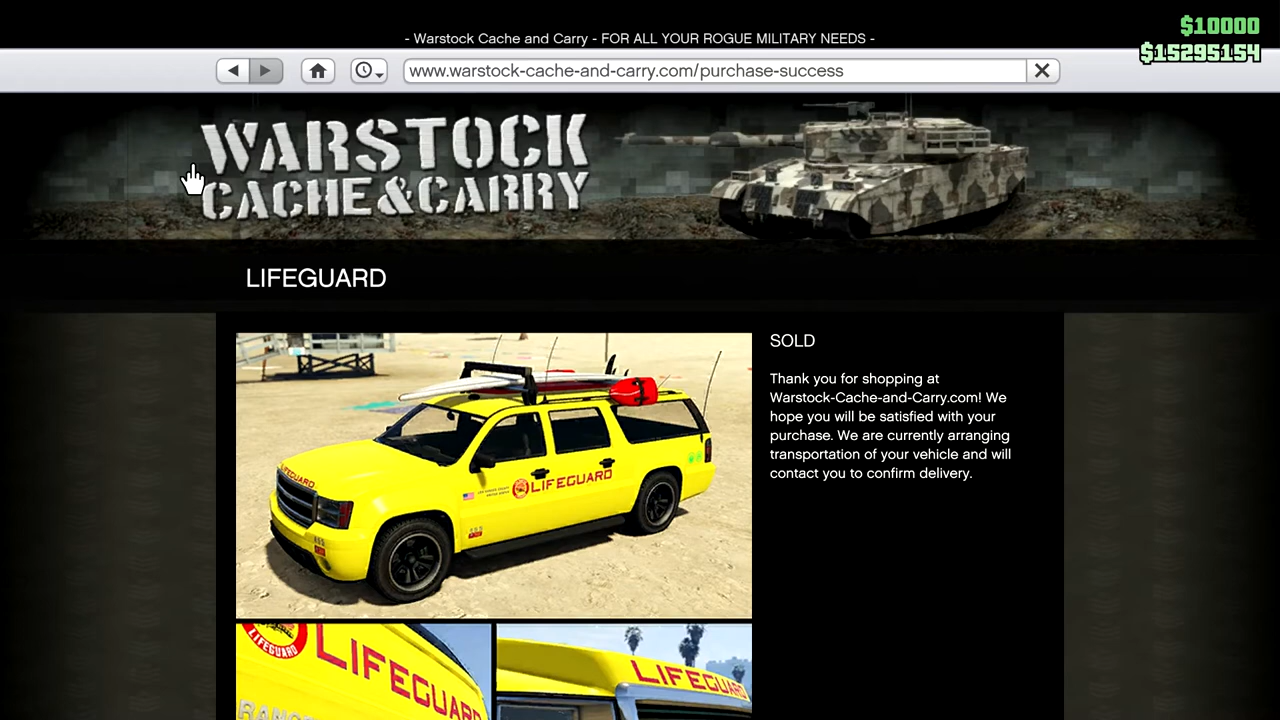 - Warstock Cache and Carry - FOR ALL YOUR ROGUE MILITARY NEEDS -
$10000
$15295154
www.warstock-cache-and-carry.com/purchase-success
WARSTOCK
CACHE&CARRY
LIFEGUARD
SOLD
Thank you for shopping at
Warstock-Cache-and-Carry.com! We
hope you will be satisfied with your
purchase. We are currently arranging
transportation of your vehicle and will
contact you to confirm delivery.
LIFEGUARD
LIFEGUARD
LIFEGUARD
LIFEGUARD
LIFEGUARD